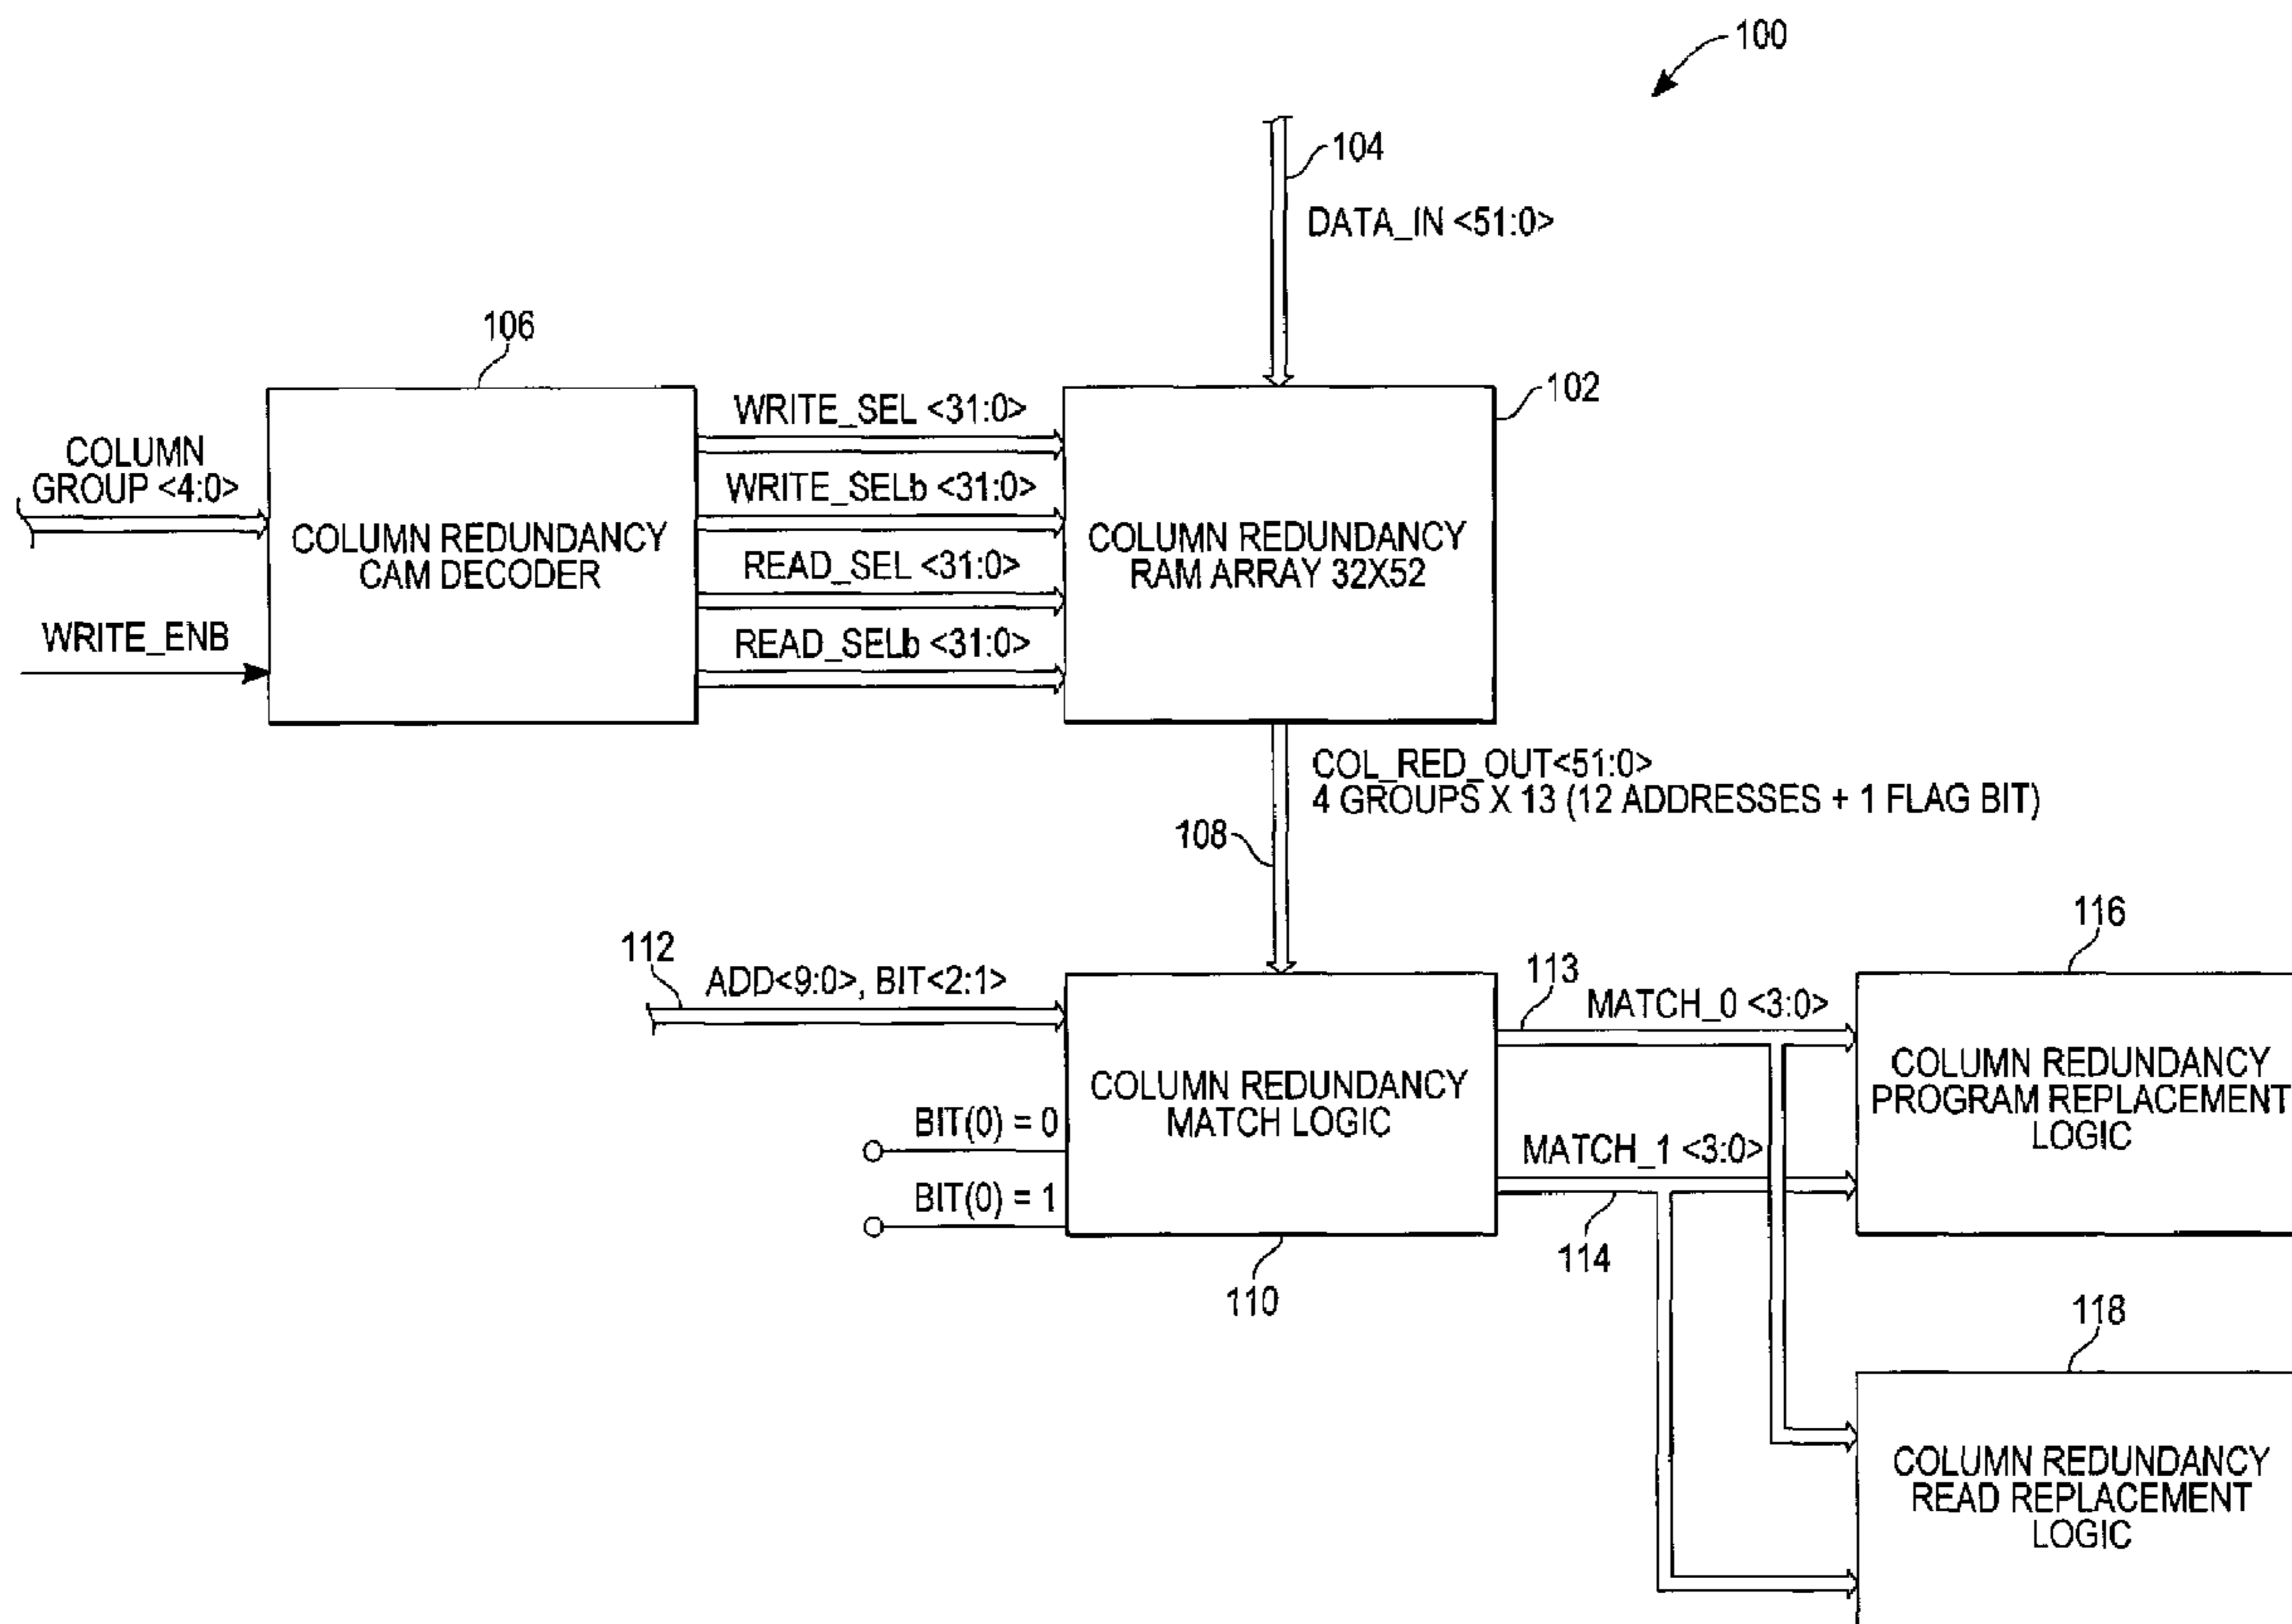 100
104
DATA_IN <51:0>
106
102
WRITE_SEL <31:0>
COLUMN
GROUP <4:0>
WRITE_SELb <31:0>
COLUMN REDUNDANCY
CAM DECODER
COLUMN REDUNDANCY
RAM ARRAY 32X52
READ_SEL <31:0>
WRITE_ENB
READ_SELb <31:0>
COL_RED_OUT<51:0>
4 GROUPS X 13 (12 ADDRESSES + 1 FLAG BIT)
108
112
ADD<9:0>, BIT<2:1>
113
116
MATCH_0 <3:0>
COLUMN REDUNDANCY
MATCH LOGIC
COLUMN REDUNDANCY
PROGRAM REPLACEMENT
LOGIC
BIT(0) = 0
MATCH_1 <3:0>
BIT(0) = 1
114
110
118
COLUMN REDUNDANCY
READ REPLACEMENT
LOGIC